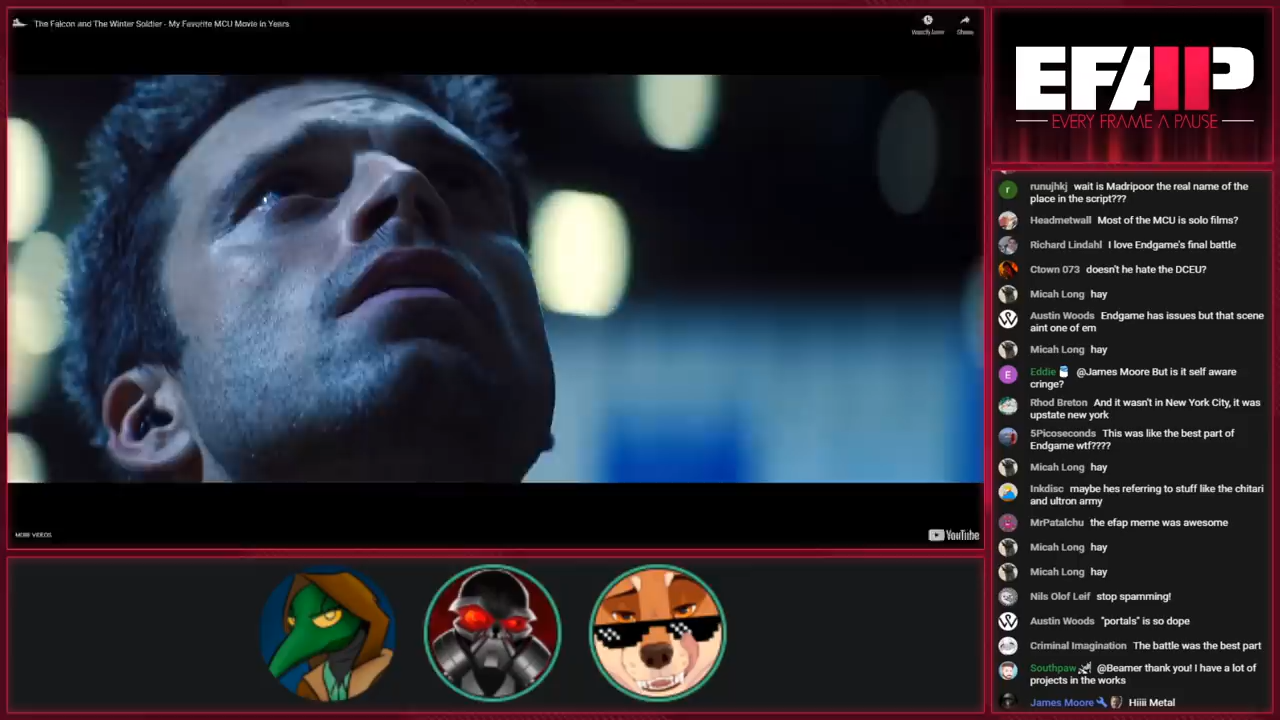 The Falcon and The Winter Soldier - My Favorite MCU Movie in Years
Watch later
Share
MORE VIDEOS
YouTube
EFAP
EVERY FRAME A PAUSE
runujhkj wait is Madripoor the real name of the
place in the script???
Headmetwall Most of the MCU is solo films?
Richard Lindahl I love Endgame's final battle
Ctown 073 doesn't he hate the DCEU?
Micah Long hay
Austin Woods Endgame has issues but that scene
aint one of em
Micah Long hay
Eddie @James Moore But is it self aware
cringe?
Rhod Breton And it wasn't in New York City, it was
upstate new york
5Picoseconds This was like the best part of
Endgame wtf????
Micah Long hay
Inkdisc maybe hes referring to stuff like the chitari
and ultron army
MrPatalchu the efap meme was awesome
Micah Long hay
Micah Long hay
Nils Olof Leif stop spamming!
Austin Woods "portals" is so dope
Criminal Imagination The battle was the best part
Southpaw @Beamer thank you! I have a lot of
projects in the works
James Moore Hiiii Metal